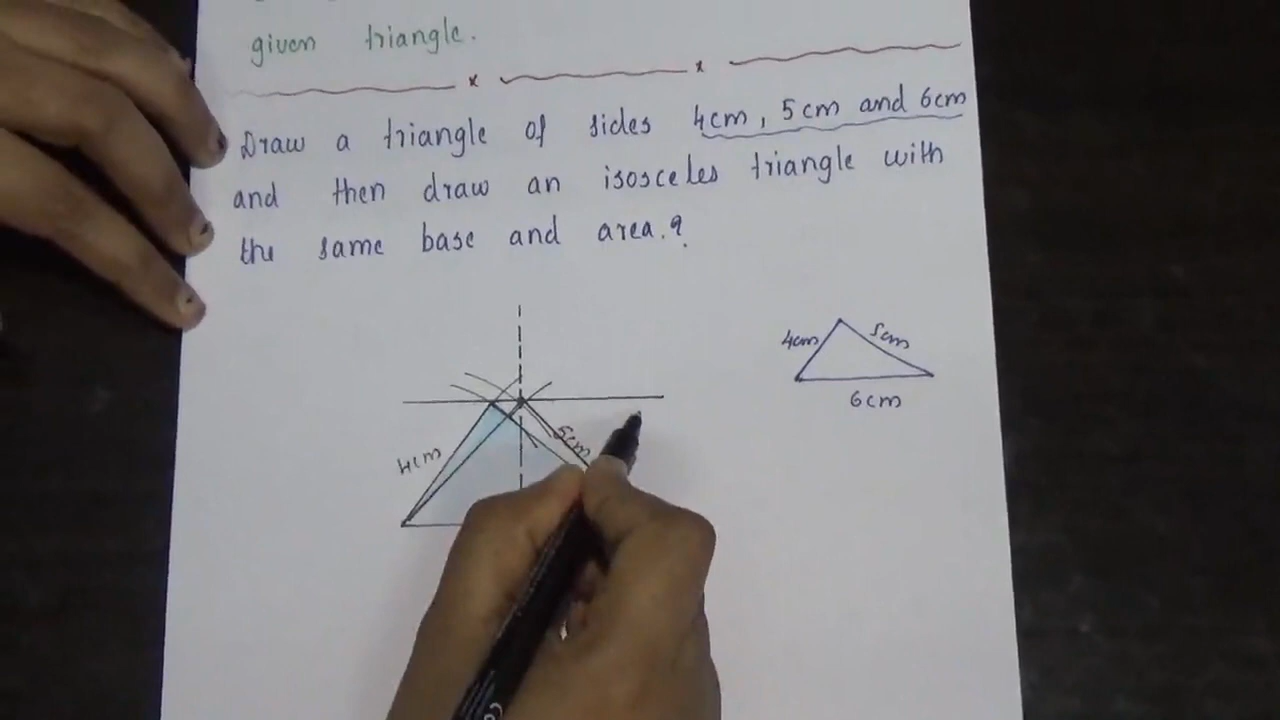 given triangle.
Draw a triangle of sides 4cm, 5cm and 6cm
and then draw an isosceles triangle with
the same base and area.?
4cm 5cm
6cm
4cm 5cm